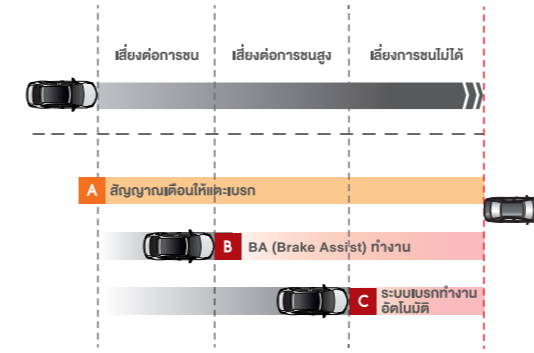 เสี่ยงต่อการชน เสี่ยงต่อการชนสูง เลี่ยงการชนไม่ได้
A สัญญาณเตือนให้แตะเบรก
B BA (Brake Assist) ทำงาน
C ระบบเบรกทำงาน
อัตโนมัติ